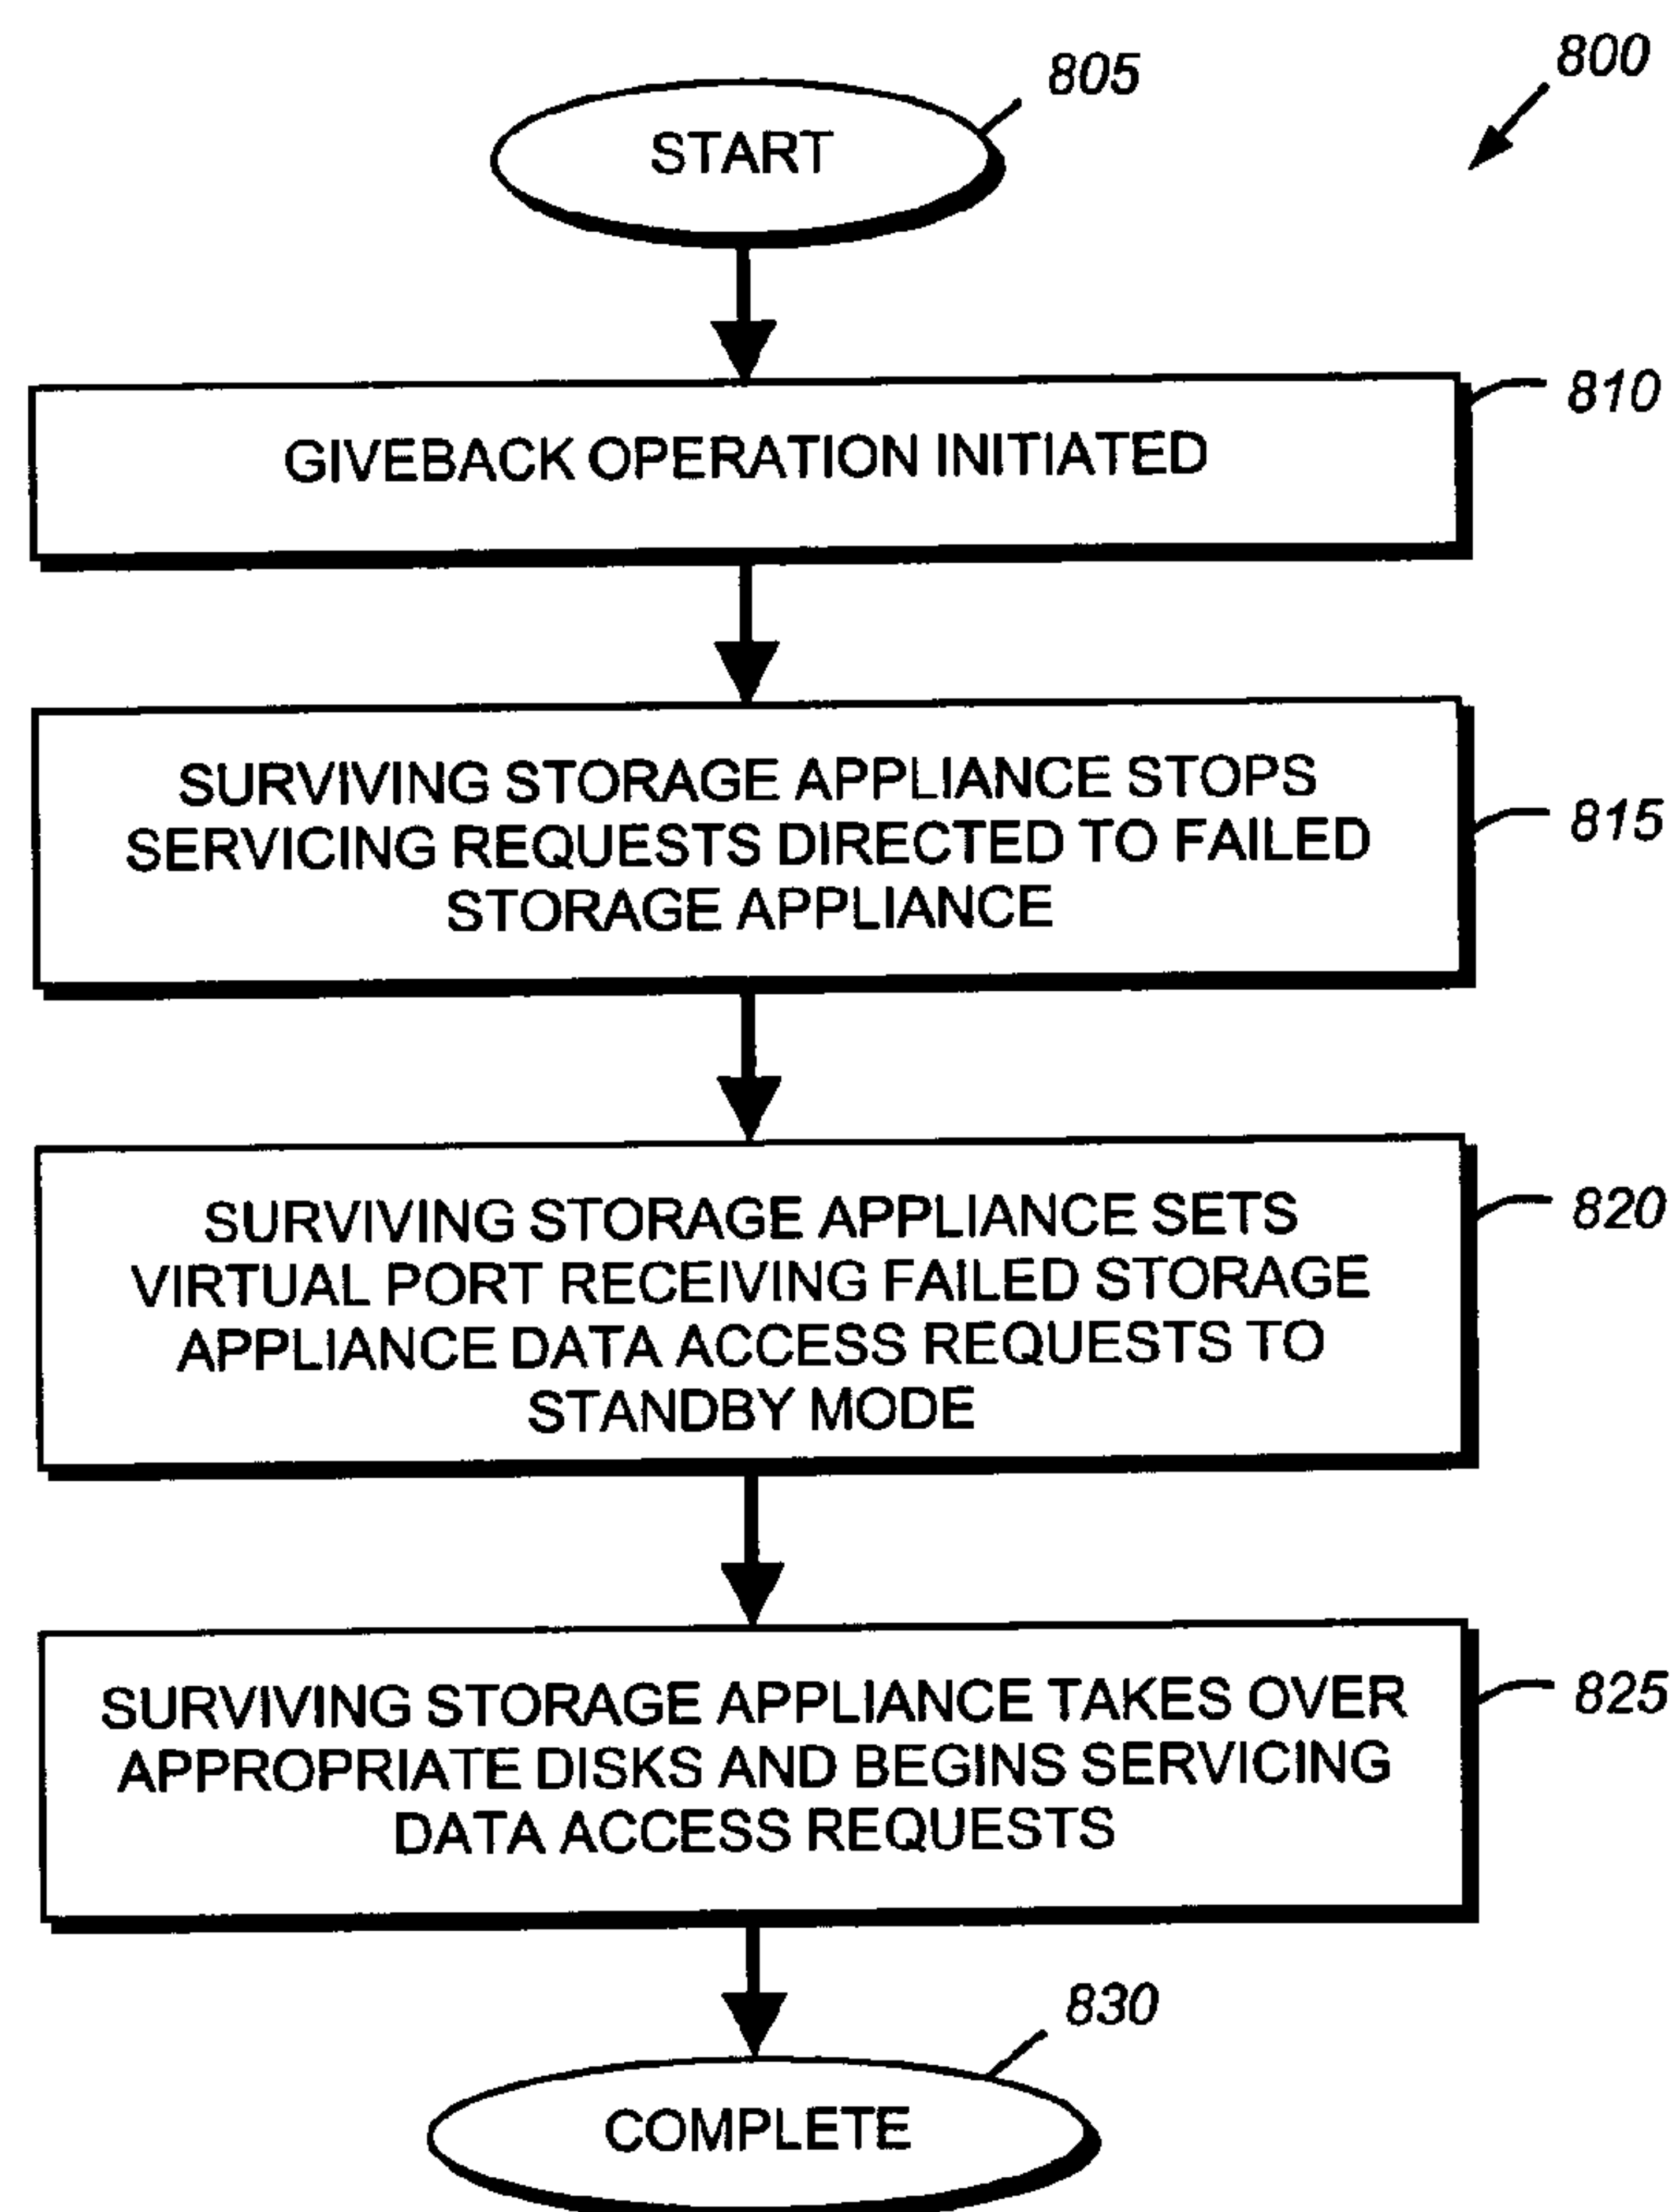 800
805
START
810
GIVEBACK OPERATION INITIATED
SURVIVING STORAGE APPLIANCE STOPS
SERVICING REQUESTS DIRECTED TO FAILED
STORAGE APPLIANCE
815
SURVIVING STORAGE APPLIANCE SETS
VIRTUAL PORT RECEIVING FAILED STORAGE
APPLIANCE DATA ACCESS REQUESTS TO
STANDBY MODE
820
SURVIVING STORAGE APPLIANCE TAKES OVER
APPROPRIATE DISKS AND BEGINS SERVICING
DATA ACCESS REQUESTS
825
830
COMPLETE